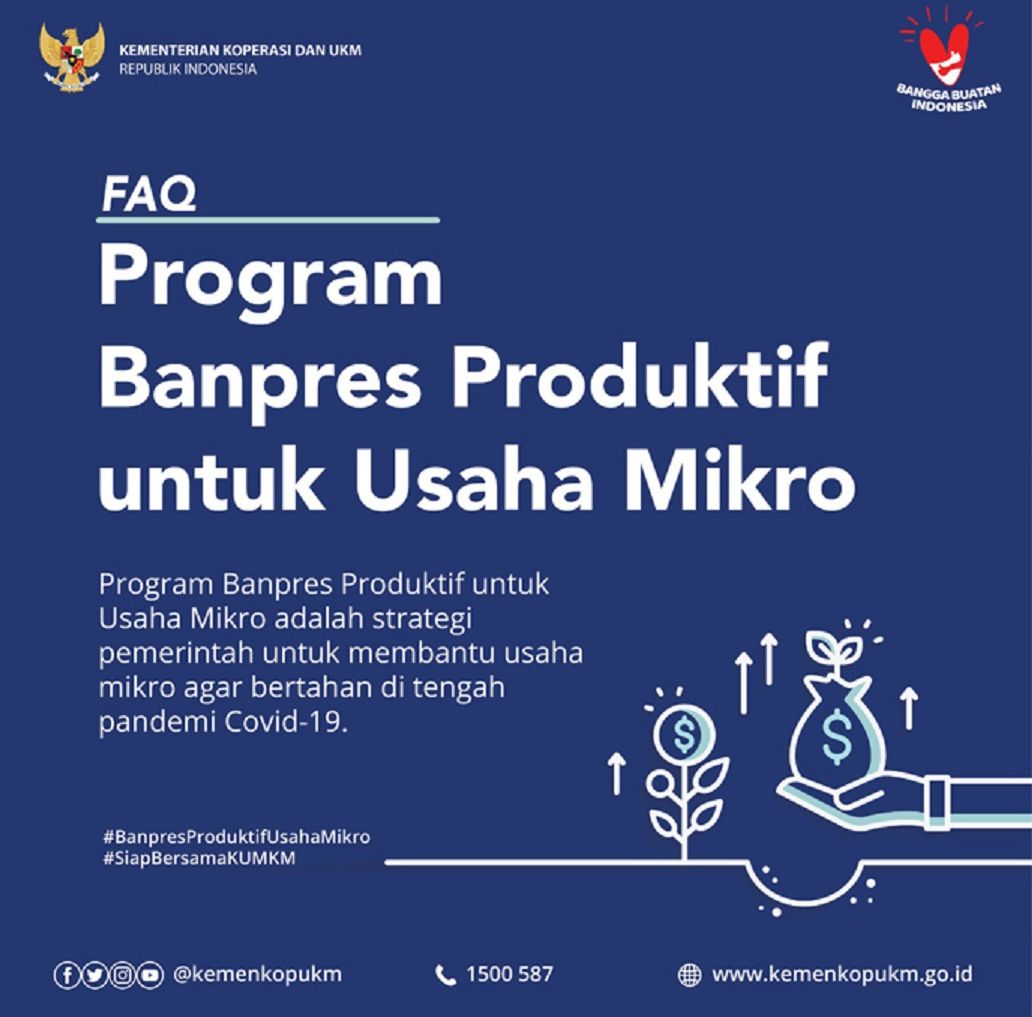 KEMENTERIAN KOPERASI DAN UKM
REPUBLIK INDONESIA
BANGGA BUATAN
INDONESIA
FAQ
Program
Banpres Produktif
untuk Usaha Mikro
Program Banpres Produktif untuk
Usaha Mikro adalah strategi
pemerintah untuk membantu usaha
mikro agar bertahan di tengah
pandemi Covid-19.
$
$
#BanpresProduktifUsahaMikro
#SiapBersamaKUMKM
@kemenkopukm
1500 587
www.kemenkopukm.go.id